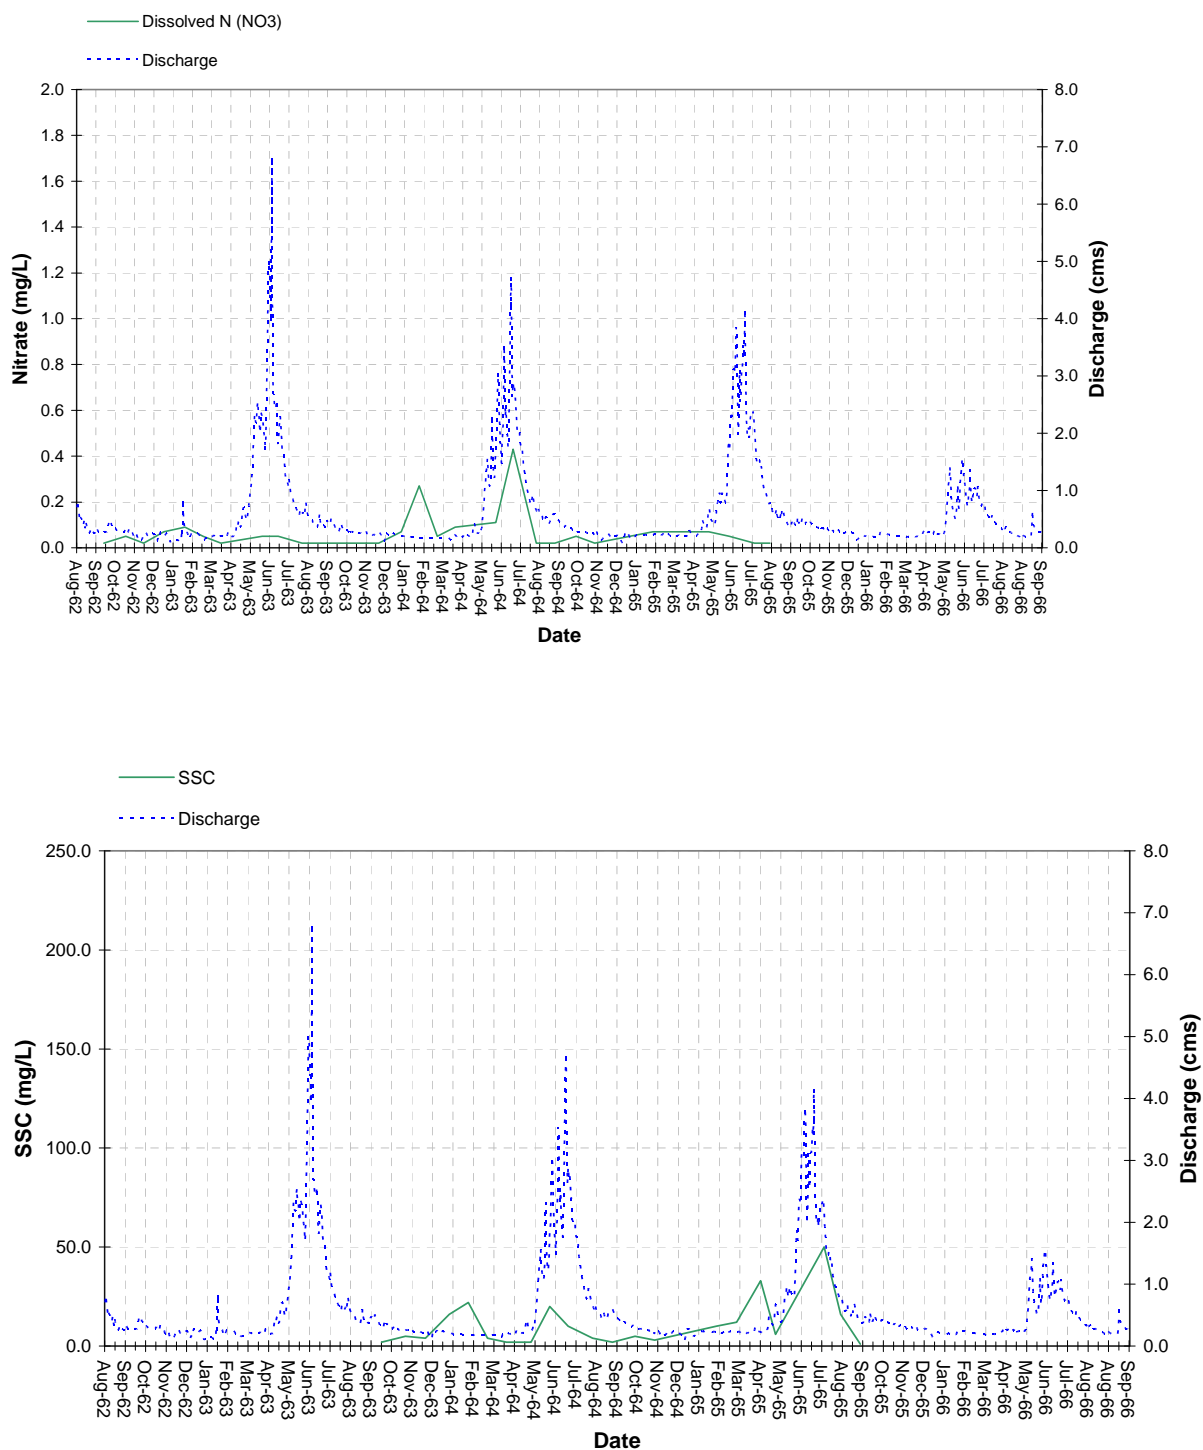 Dissolved N (NO3)
Discharge
2.0
1.8
1.6
1.4
1.2
1.0
0.8
0.6
0.4
0.2
0.0
Nitrate (mg/L)
8.0
7.0
6.0
5.0
4.0
3.0
2.0
1.0
0.0
Discharge (cms)
Aug-62
Sep-62
Oct-62
Nov-62
Dec-62
Jan-63
Feb-63
Mar-63
Apr-63
May-63
Jun-63
Jul-63
Aug-63
Sep-63
Oct-63
Nov-63
Dec-63
Jan-64
Feb-64
Mar-64
Apr-64
May-64
Jun-64
Jul-64
Aug-64
Sep-64
Oct-64
Nov-64
Dec-64
Jan-65
Feb-65
Mar-65
Apr-65
May-65
Jun-65
Jul-65
Aug-65
Sep-65
Oct-65
Nov-65
Dec-65
Jan-66
Feb-66
Mar-66
Apr-66
May-66
Jun-66
Jul-66
Aug-66
Aug-66
Sep-66
Date
SSC
Discharge
250.0
200.0
150.0
100.0
50.0
0.0
SSC (mg/L)
8.0
7.0
6.0
5.0
4.0
3.0
2.0
1.0
0.0
Discharge (cms)
Aug-62
Sep-62
Oct-62
Nov-62
Dec-62
Jan-63
Feb-63
Mar-63
Apr-63
May-63
Jun-63
Jul-63
Aug-63
Sep-63
Oct-63
Nov-63
Dec-63
Jan-64
Feb-64
Mar-64
Apr-64
May-64
Jun-64
Jul-64
Aug-64
Sep-64
Oct-64
Nov-64
Dec-64
Jan-65
Feb-65
Mar-65
Apr-65
May-65
Jun-65
Jul-65
Aug-65
Sep-65
Oct-65
Nov-65
Dec-65
Jan-66
Feb-66
Mar-66
Apr-66
May-66
Jun-66
Jul-66
Aug-66
Aug-66
Sep-66
Date